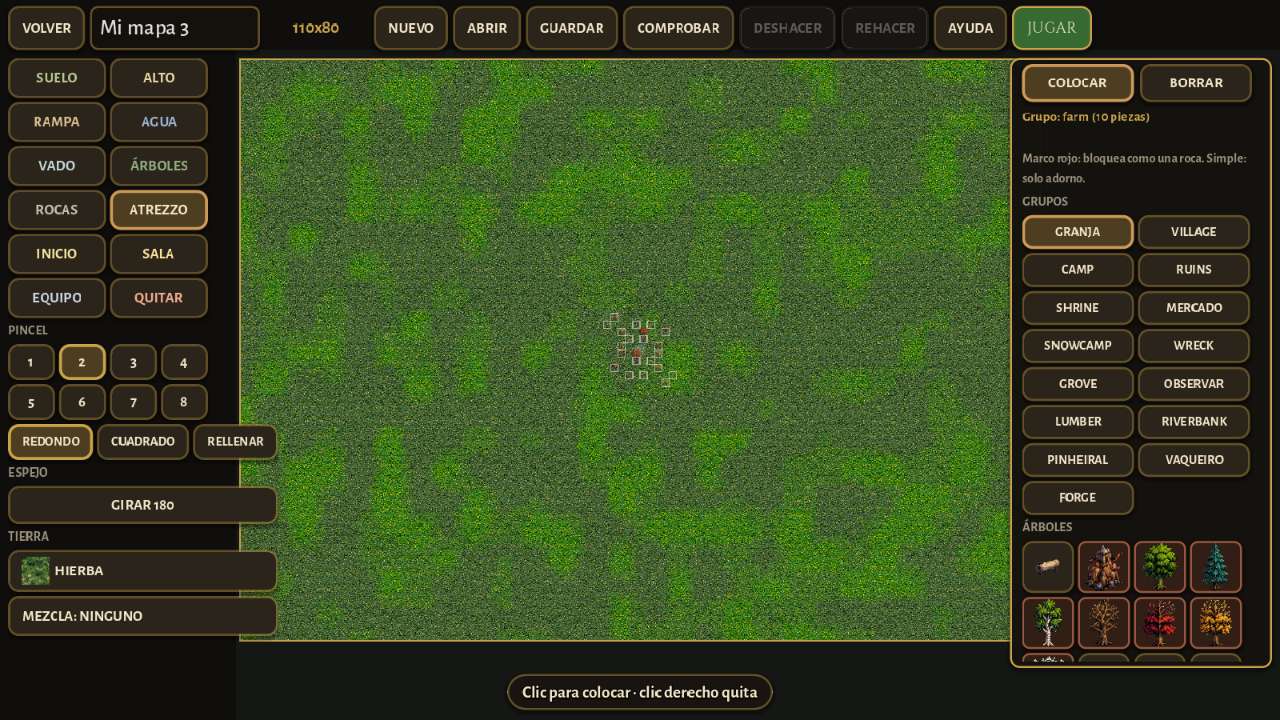 VOLVER
Mi mapa 3
110x80
NUEVO
ABRIR
GUARDAR
COMPROBAR
DESHACER
REHACER
AYUDA
JUGAR
SUELO
ALTO
RAMPA
AGUA
VADO
ÁRBOLES
ROCAS
ATREZZO
INICIO
SALA
EQUIPO
QUITAR
PINCEL
1
2
3
4
5
6
7
8
REDONDO
CUADRADO
RELLENAR
ESPEJO
GIRAR 180
TIERRA
HIERBA
MEZCLA: NINGUNO
COLOCAR
BORRAR
Grupo: farm (10 piezas)
Marco rojo: bloquea como una roca. Simple:
solo adorno.
GRUPOS
GRANJA
VILLAGE
CAMP
RUINS
SHRINE
MERCADO
SNOWCAMP
WRECK
GROVE
OBSERVAR
LUMBER
RIVERBANK
PINHEIRAL
VAQUEIRO
FORGE
ÁRBOLES
Clic para colocar · clic derecho quita